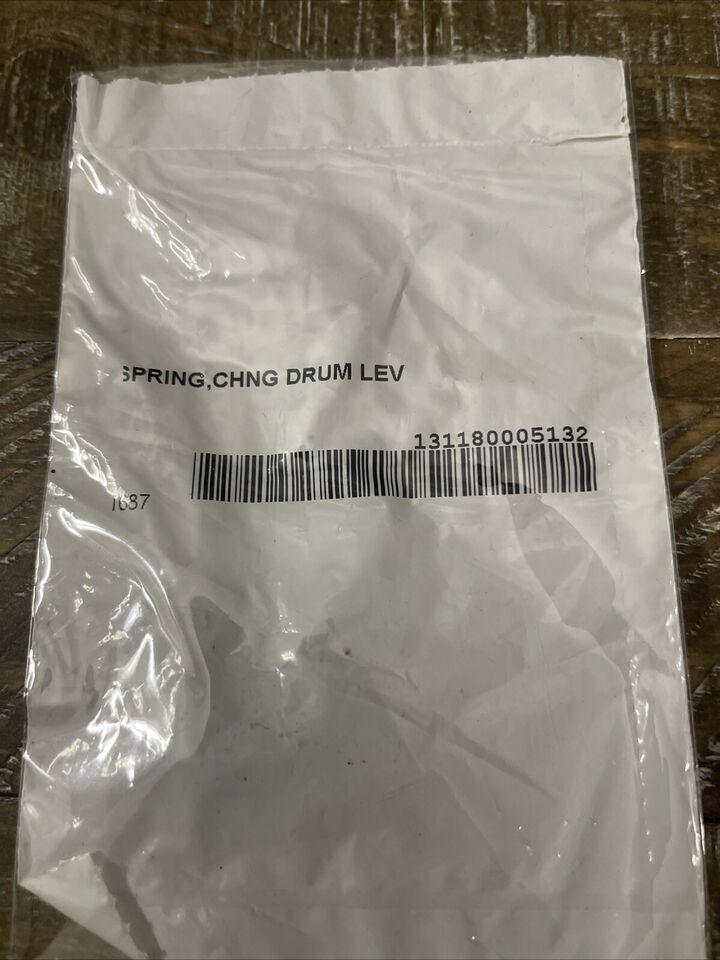 SPRING,CHNG DRUM LEV
131180005132
1687